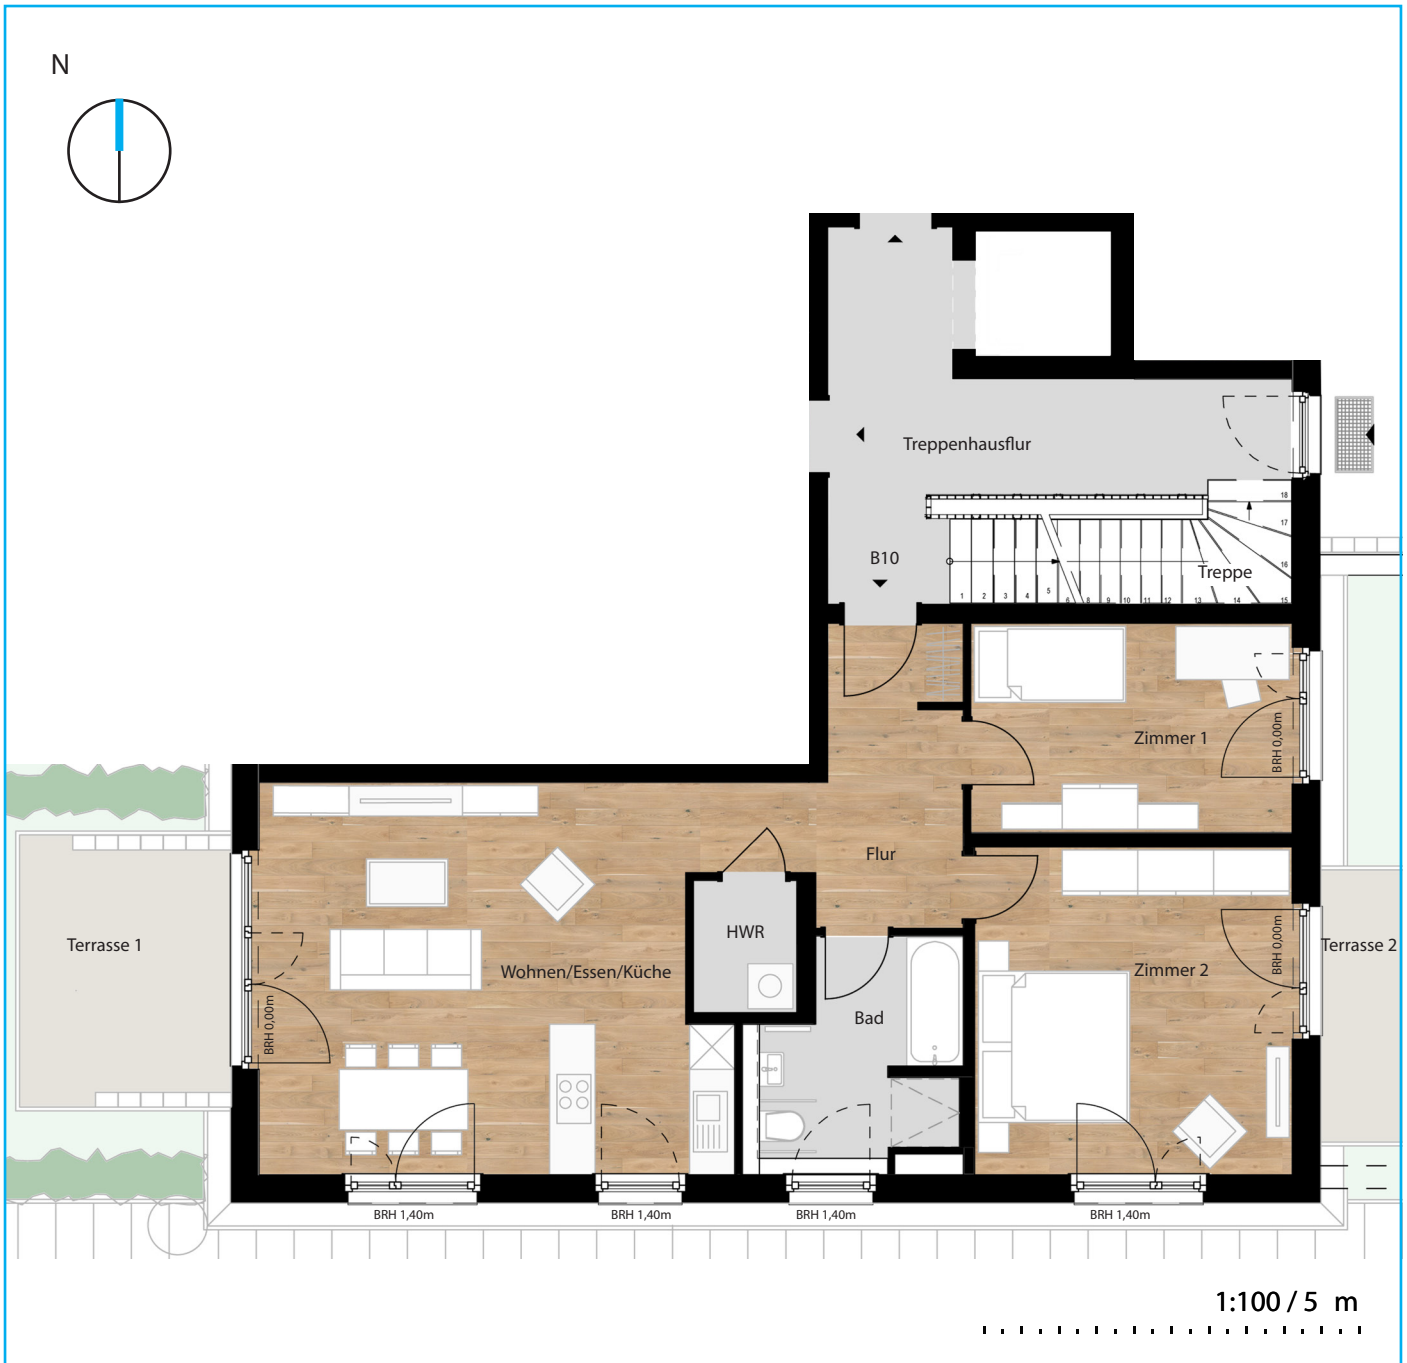 N
Treppenhausflur
18
17
16
B10
Treppe
1 2 3 4 5 6 8 9 10 11 12 13 14 15
Zimmer 1
BRH 0,00m
Flur
HWR
Terrasse 1
Wohnen/Essen/Küche
BRH 0,00m
Bad
Zimmer 2
BRH 0,00m
Terrasse 2
BRH 1,40m
BRH 1,40m
BRH 1,40m
BRH 1,40m
1:100 / 5 m